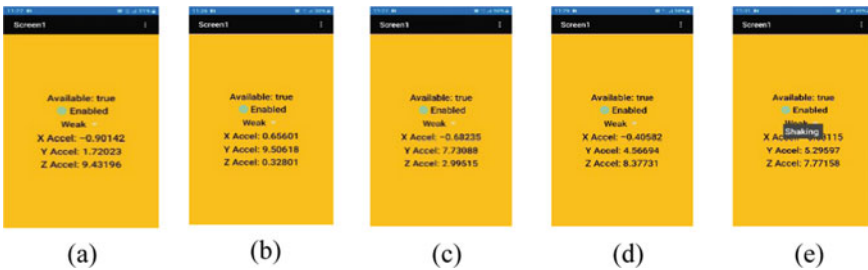 Screen1
Available: true
Enabled
Weak
X Accel: -0.90142
Y Accel: 1.72023
Z Accel: 9.43196
(a)
Screen1
Available: true
Enabled
Weak
X Accel: 0.65601
Y Accel: 9.50618
Z Accel: 0.32801
(b)
Screen1
Available: true
Enabled
Weak
X Accel: -0.68235
Y Accel: 7.73088
Z Accel: 2.99515
(c)
Screen1
Available: true
Enabled
Weak
X Accel: -0.40582
Y Accel: 4.56694
Z Accel: 8.37731
(d)
Screen1
Available: true
Enabled
Shaking
X Accel:
Y Accel: 5.29597
Z Accel: 7.77158
(e)